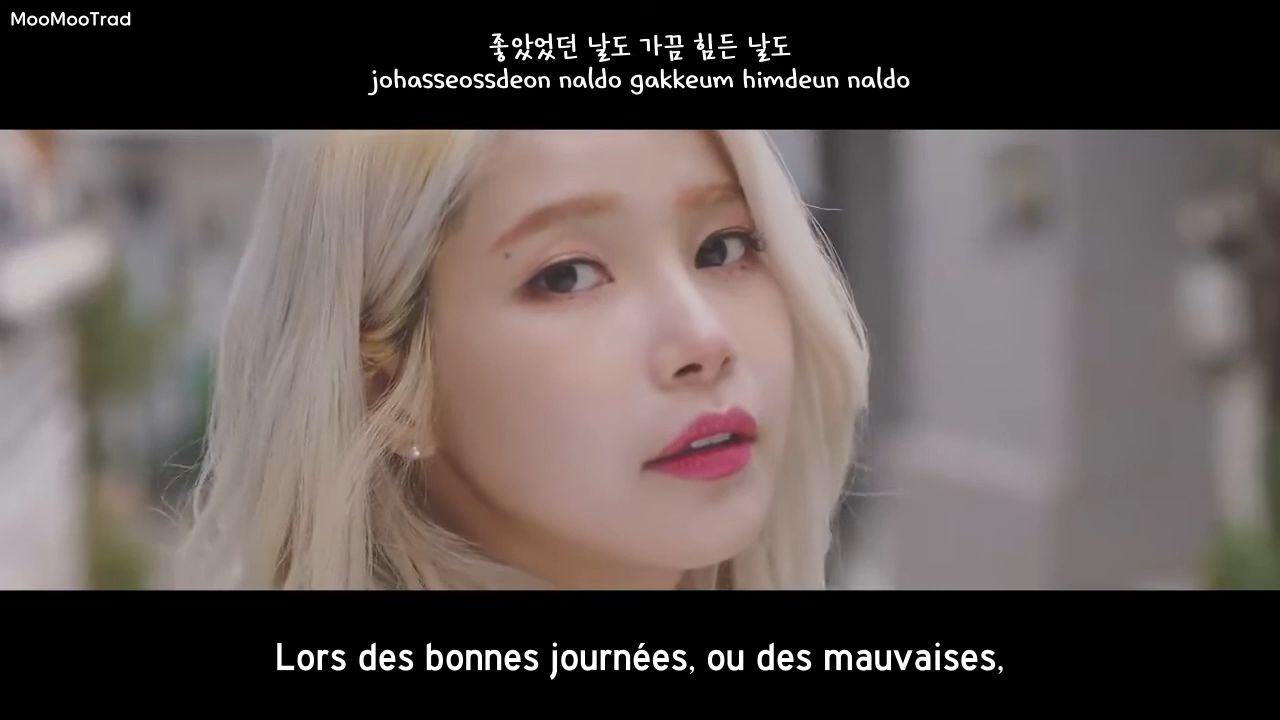 MooMooTrad
좋았었던 날도 가끔 힘든 날도
johasseossdeon naldo gakkeum himdeun naldo
Lors des bonnes journées, ou des mauvaises,